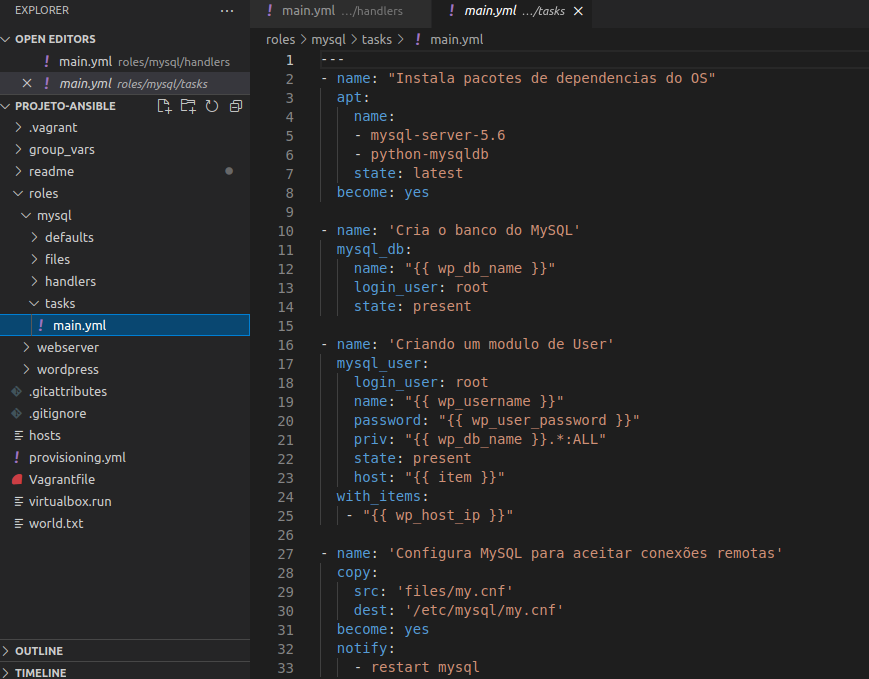 EXPLORER
...
OPEN EDITORS
! main.yml roles/mysql/handlers
! main.yml roles/mysql/tasks
PROJETO-ANSIBLE
.vagrant
group_vars
readme
roles
mysql
defaults
files
handlers
tasks
! main.yml
webserver
wordpress
.gitattributes
.gitignore
hosts
! provisioning.yml
Vagrantfile
virtualbox.run
world.txt
OUTLINE
TIMELINE
! main.yml .../handlers
! main.yml .../tasks
roles > mysql > tasks > ! main.yml
1 ---
2 - name: "Instala pacotes de dependencias do OS"
3 apt:
4 name:
5 - mysql-server-5.6
6 - python-mysqldb
7 state: latest
8 become: yes
9
10 - name: 'Cria o banco do MySQL'
11 mysql_db:
12 name: "{{ wp_db_name }}"
13 login_user: root
14 state: present
15
16 - name: 'Criando um modulo de User'
17 mysql_user:
18 login_user: root
19 name: "{{ wp_username }}"
20 password: "{{ wp_user_password }}"
21 priv: "{{ wp_db_name }}.*:ALL"
22 state: present
23 host: "{{ item }}"
24 with_items:
25 - "{{ wp_host_ip }}"
26
27 - name: 'Configura MySQL para aceitar conexões remotas'
28 copy:
29 src: 'files/my.cnf'
30 dest: '/etc/mysql/my.cnf'
31 become: yes
32 notify:
33 - restart mysql